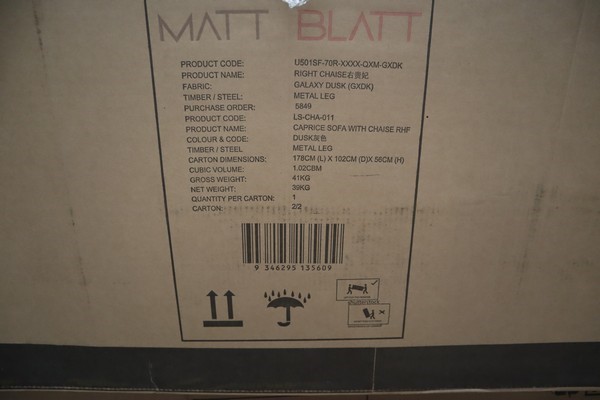 MATT BLATT
PRODUCT CODE: U501SF-70R-XXXX-QXM-GXDK
PRODUCT NAME: RIGHT CHAISE右贵妃
FABRIC: GALAXY DUSK (GXDK)
TIMBER / STEEL: METAL LEG
PURCHASE ORDER: 5849
PRODUCT CODE: LS-CHA-011
PRODUCT NAME: CAPRICE SOFA WITH CHAISE RHF
COLOUR & CODE: DUSK灰色
TIMBER / STEEL METAL LEG
CARTON DIMENSIONS: 178CM (L) X 102CM (D)X 56CM (H)
CUBIC VOLUME: 1.02CBM
GROSS WEIGHT: 41KG
NET WEIGHT: 39KG
QUANTITY PER CARTON: 1
CARTON: 2/2
9 346295 135609